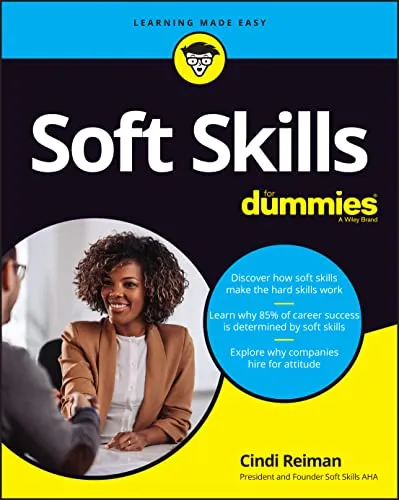 LEARNING MADE EASY
Soft Skills
for
dummies®
A Wiley Brand
Discover how soft skills
make the hard skills work
Learn why 85% of career success
is determined by soft skills
Explore why companies
hire for attitude
Cindi Reiman
President and Founder Soft Skills AHA